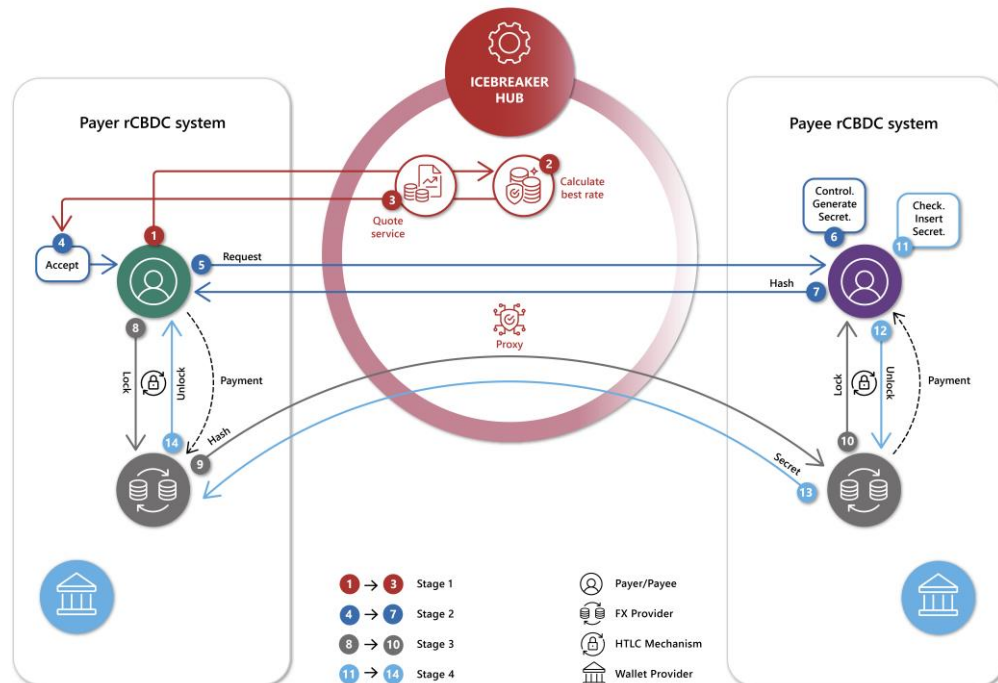 ICEBREAKER
HUB
Payer rCBDC system
Payee rCBDC system
2
Calculate
best rate
3
Quote
service
4
Accept
1
Control.
Generate
Secret.
6
Check.
Insert
Secret.
11
5
Request
Hash
7
Proxy
8
Lock
Unlock
14
Payment
Hash
9
12
Lock
Unlock
10
Payment
Secret
13
1 → 3 Stage 1
4 → 7 Stage 2
8 → 10 Stage 3
11 → 14 Stage 4
Payer/Payee
FX Provider
HTLC Mechanism
Wallet Provider